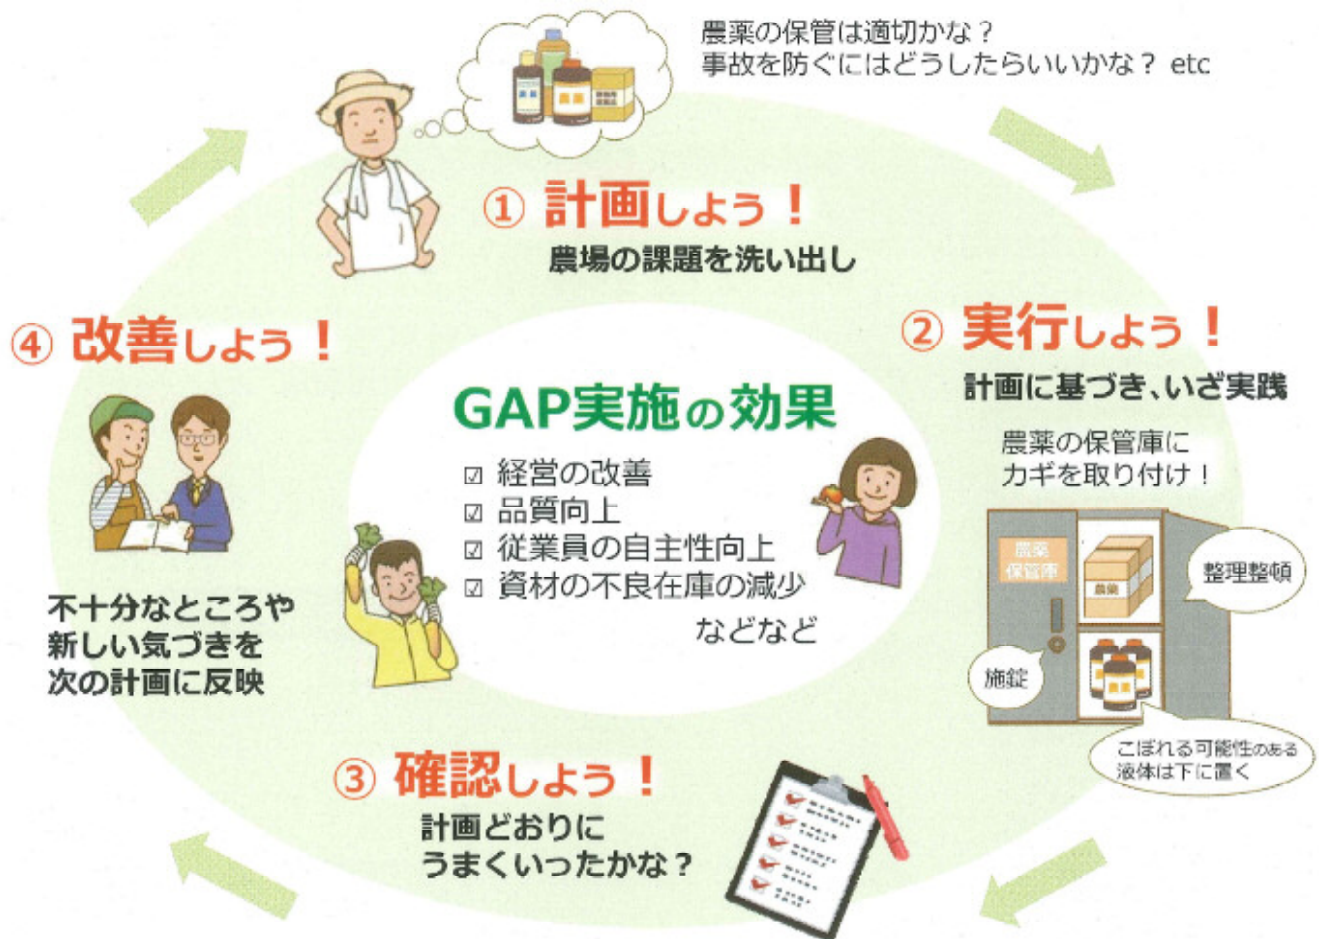 農薬の保管は適切かな？
事故を防ぐにはどうしたらいいかな？ etc
① 計画しよう！
農場の課題を洗い出し
② 実行しよう！
計画に基づき、いざ実践
農薬の保管庫に
カギを取り付け！
農薬
保管庫
農薬
整理整頓
施錠
農薬
こぼれる可能性のある
液体は下に置く
③ 確認しよう！
計画どおりに
うまくいったかな？
④ 改善しよう！
不十分なところや
新しい気づきを
次の計画に反映
GAP実施の効果
☑ 経営の改善
☑ 品質向上
☑ 従業員の自主性向上
☑ 資材の不良在庫の減少
などなど